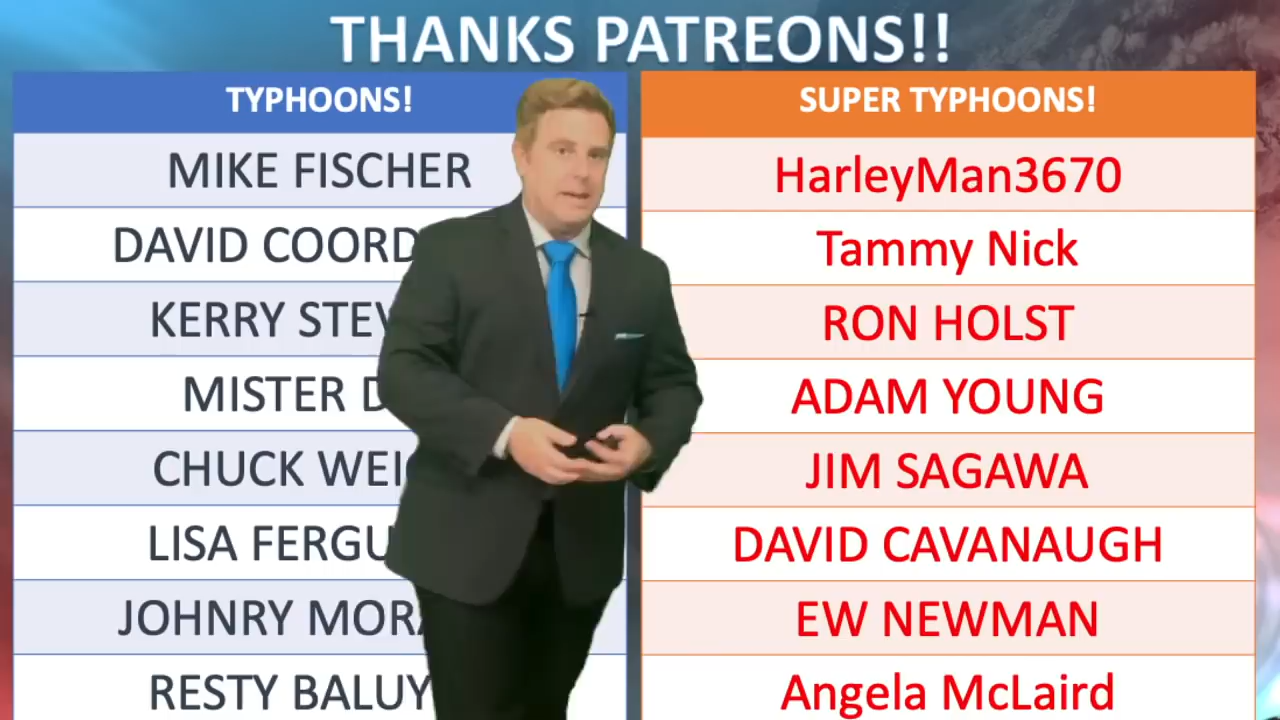 THANKS PATREONS!!
TYPHOONS!
MIKE FISCHER
DAVID
KERRY
MISTER
CHUCK
LISA
JOHNRY
RESTY
SUPER TYPHOONS!
HarleyMan3670
Tammy Nick
RON HOLST
ADAM YOUNG
JIM SAGAWA
DAVID CAVANAUGH
EW NEWMAN
Angela McLaird